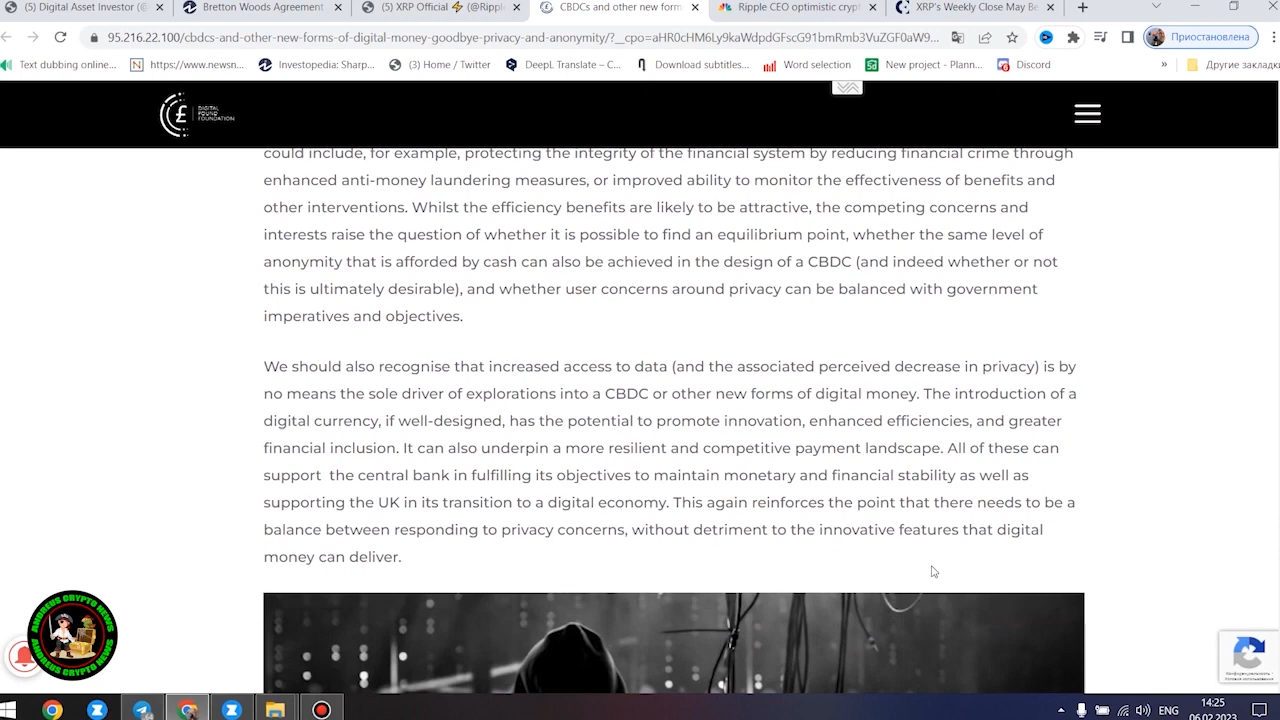 (5) Digital Asset Investor (@
Bretton Woods Agreement
(5) XRP Official ⚡ (@Ripple
CBDCs and other new form
Ripple CEO optimistic crypt
XRP's Weekly Close May Be
95.216.22.100/cbdcs-and-other-new-forms-of-digital-money-goodbye-privacy-and-anonymity/?__cpo=aHR0cHM6Ly9kaWdpdGFscG91bmRmb3VuZGF0aW9...
Приостановлена
Text dubbing online...
https://www.newsn...
Investopedia: Sharp...
(3) Home / Twitter
DeepL Translate – C...
Download subtitles...
Word selection
New project - Plann...
Discord
»
Другие закладки
DIGITAL
POUND
FOUNDATION
could include, for example, protecting the integrity of the financial system by reducing financial crime through
enhanced anti-money laundering measures, or improved ability to monitor the effectiveness of benefits and
other interventions. Whilst the efficiency benefits are likely to be attractive, the competing concerns and
interests raise the question of whether it is possible to find an equilibrium point, whether the same level of
anonymity that is afforded by cash can also be achieved in the design of a CBDC (and indeed whether or not
this is ultimately desirable), and whether user concerns around privacy can be balanced with government
imperatives and objectives.
We should also recognise that increased access to data (and the associated perceived decrease in privacy) is by
no means the sole driver of explorations into a CBDC or other new forms of digital money. The introduction of a
digital currency, if well-designed, has the potential to promote innovation, enhanced efficiencies, and greater
financial inclusion. It can also underpin a more resilient and competitive payment landscape. All of these can
support the central bank in fulfilling its objectives to maintain monetary and financial stability as well as
supporting the UK in its transition to a digital economy. This again reinforces the point that there needs to be a
balance between responding to privacy concerns, without detriment to the innovative features that digital
money can deliver.
ANDREUS CRYPTO NEWS
ANDREUS CRYPTO NEWS
Конфиденциальность -
Условия использования
ENG
14:25
06.02.2023